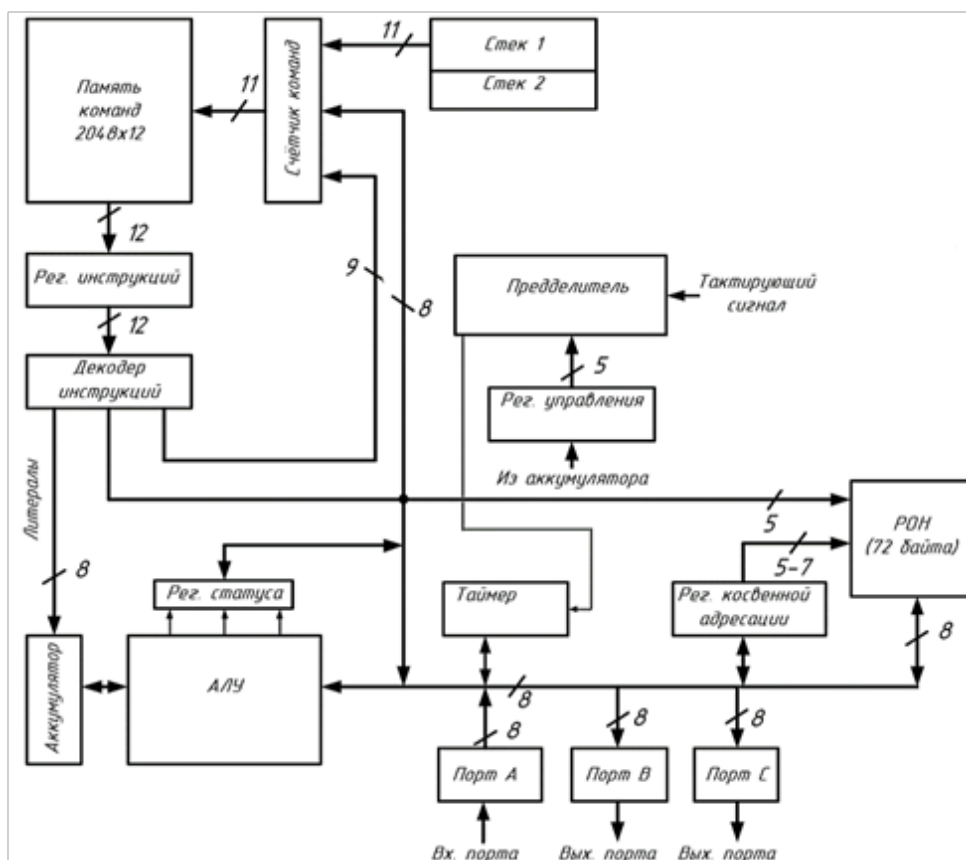 11
Стек 1
Стек 2
Память
команд
2048х12
11
Счётчик команд
12
Рег. инструкций
9
8
Предделитель
Тактирующий
сигнал
12
Декодер
инструкций
5
Рег. управления
Из аккумулятора
Литералы
5
РОН
(72 байта)
5-7
8
Рег. статуса
Таймер
Рег. косвенной
адресации
8
Аккумулятор
АЛУ
8
8
8
8
Порт А
Порт В
Порт С
Вх. порта
Вых. порта
Вых. порта